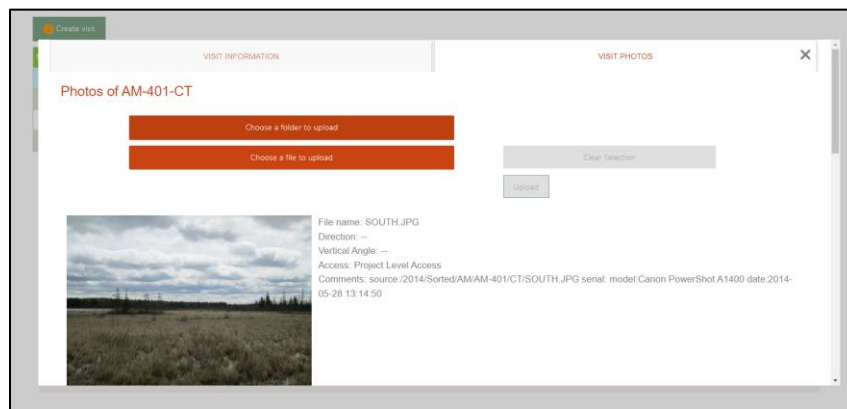 Create visit
VISIT INFORMATION
VISIT PHOTOS
Photos of AM-401-CT
Choose a folder to upload
Choose a file to upload
Clear Selection
Upload
File name: SOUTH.JPG
Direction: --
Vertical Angle: --
Access: Project Level Access
Comments: source:/2014/Sorted/AM/AM-401/CT/SOUTH.JPG serial: model:Canon PowerShot A1400 date:2014-
05-28 13:14:50